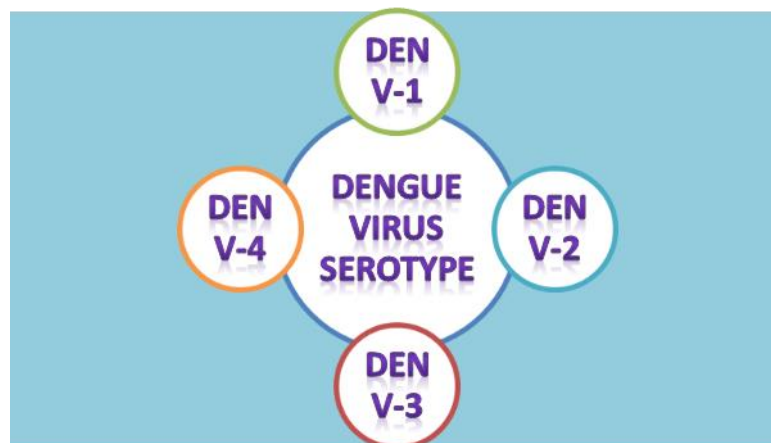 DEN
V-1
DENGUE
VIRUS
SEROTYPE
DEN
V-4
DEN
V-2
DEN
V-3